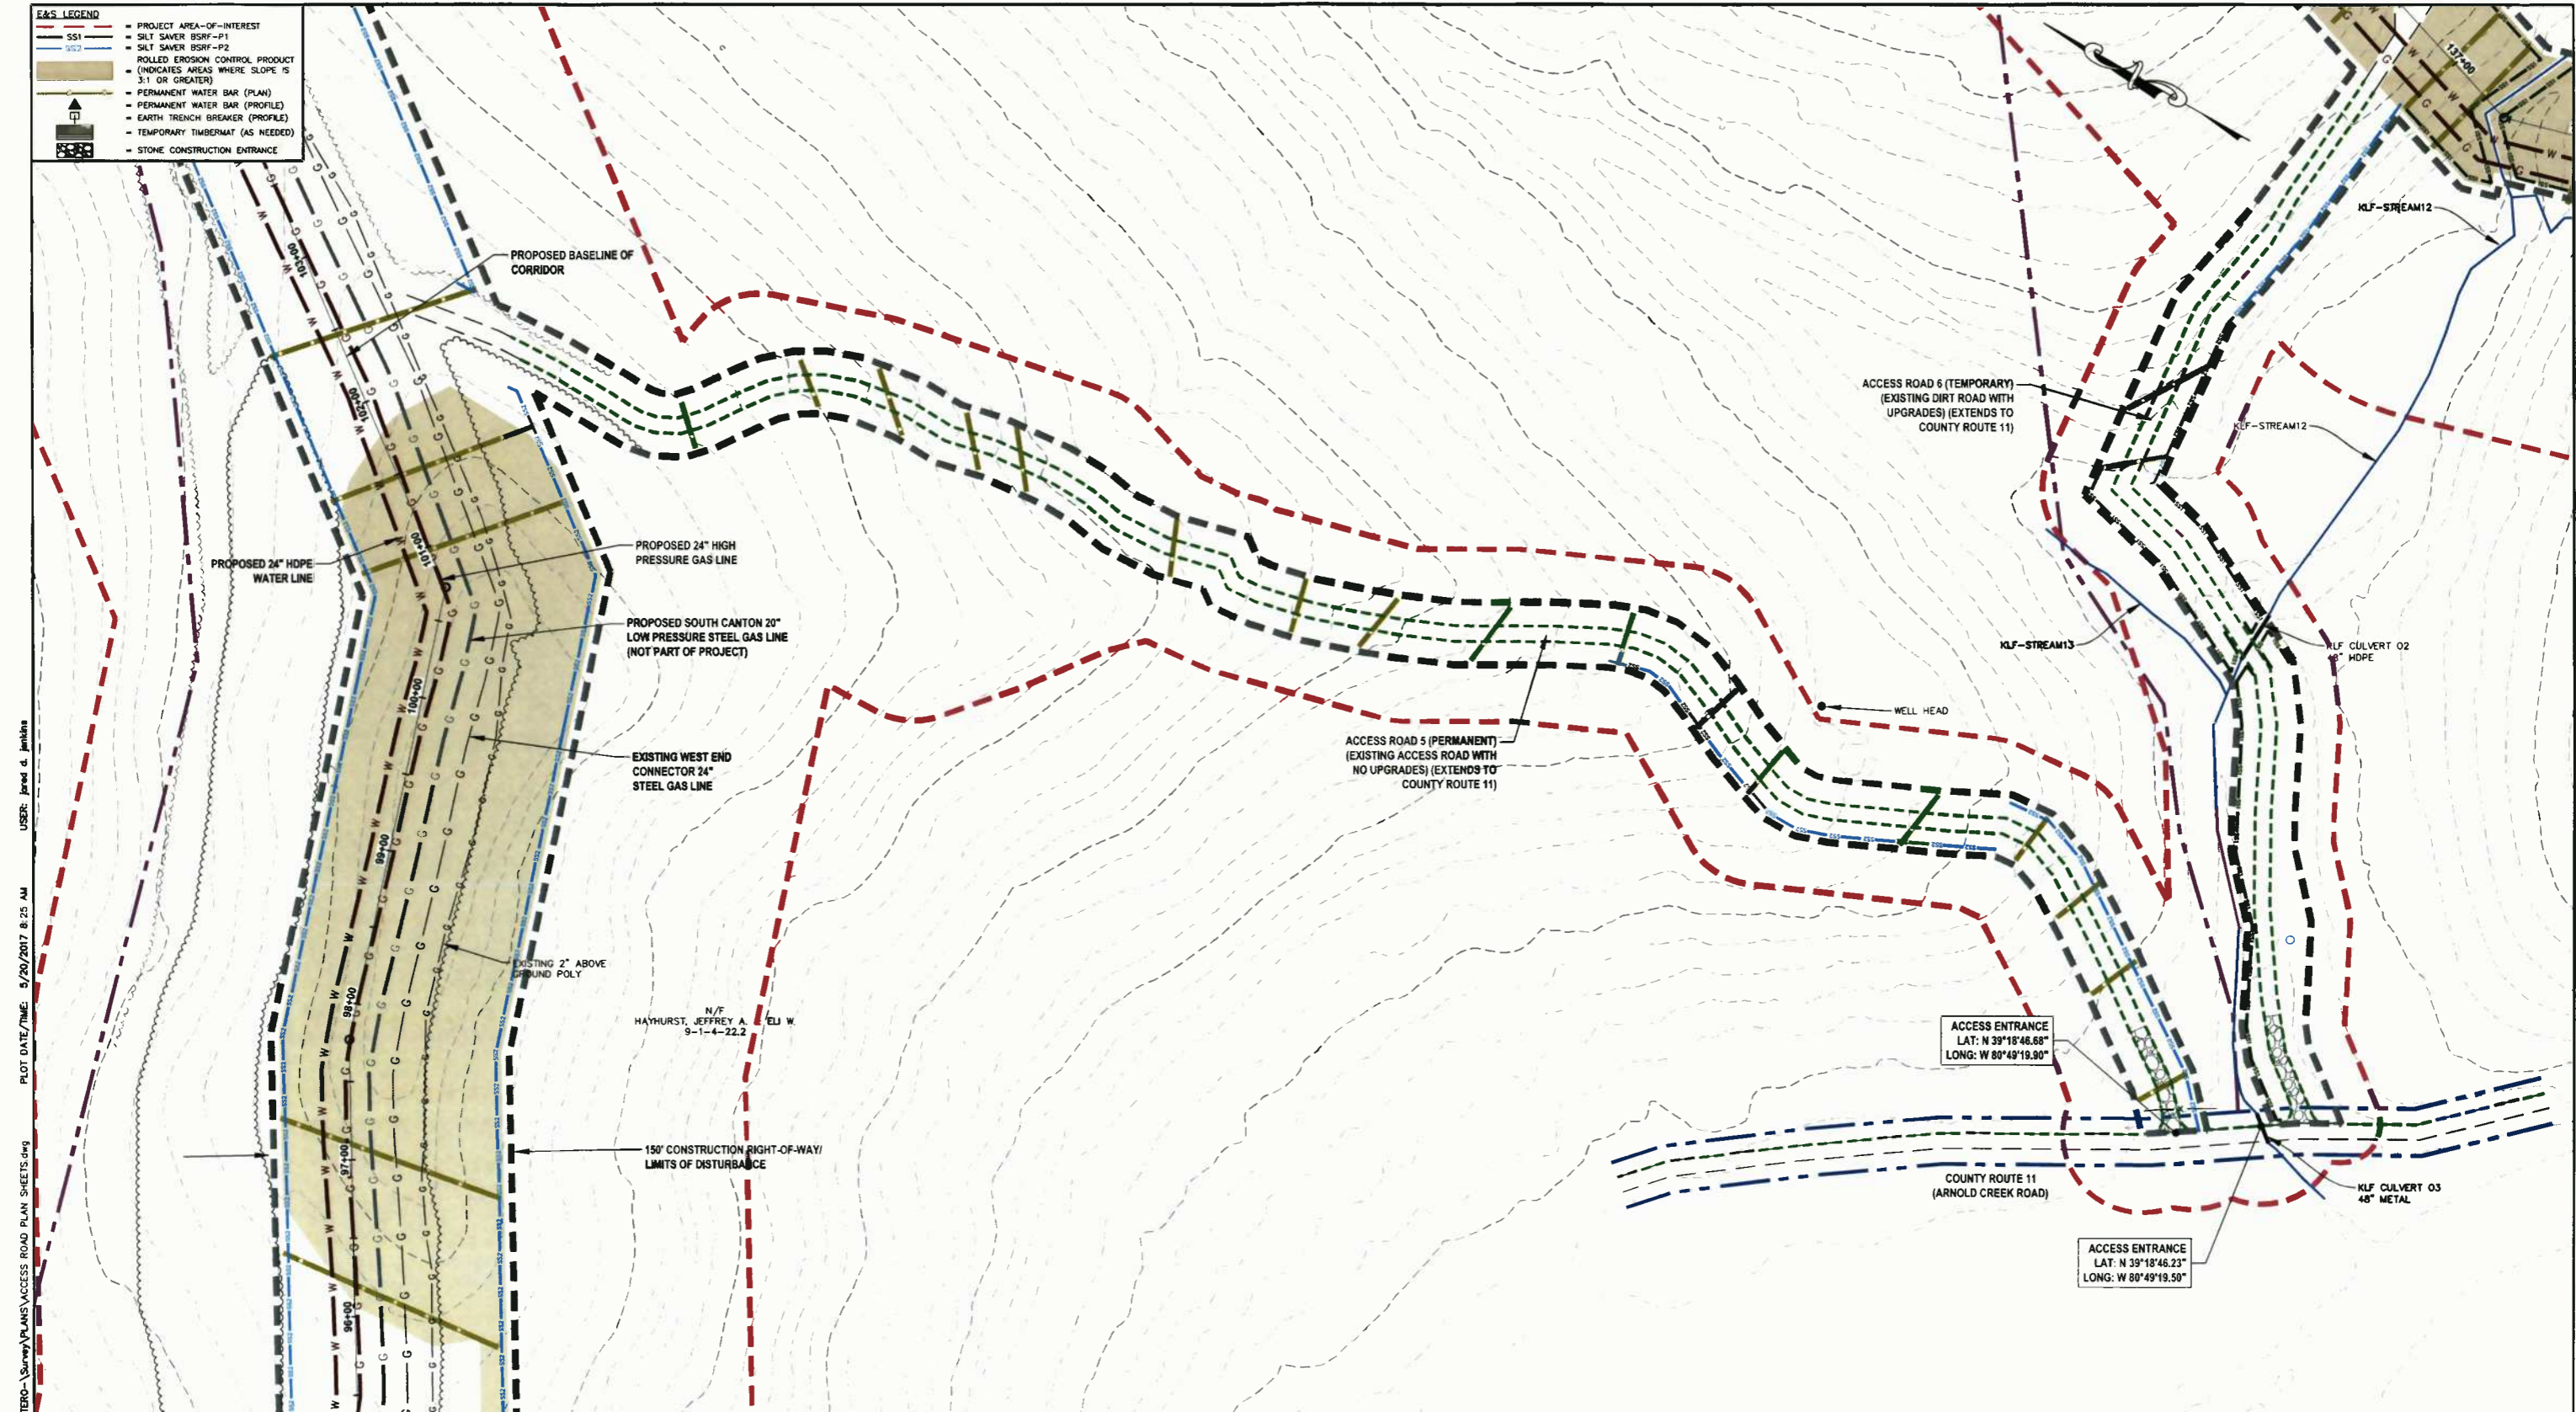 E&S LEGEND
= PROJECT AREA-OF-INTEREST
SS1 = SILT SAVER BSRF-P1
SS2 = SILT SAVER BSRF-P2
ROLLED EROSION CONTROL PRODUCT
= (INDICATES AREAS WHERE SLOPE IS
3:1 OR GREATER)
= PERMANENT WATER BAR (PLAN)
= PERMANENT WATER BAR (PROFILE)
= EARTH TRENCH BREAKER (PROFILE)
= TEMPORARY TIMBERMAT (AS NEEDED)
= STONE CONSTRUCTION ENTRANCE
137+00
KLF-STREAM12
PROPOSED BASELINE OF
CORRIDOR
103+00
102+00
ACCESS ROAD 6 (TEMPORARY)
(EXISTING DIRT ROAD WITH
UPGRADES) (EXTENDS TO
COUNTY ROUTE 11)
KLF-STREAM12
PROPOSED 24" HDPE
WATER LINE
101+00
PROPOSED 24" HIGH
PRESSURE GAS LINE
PROPOSED SOUTH CANTON 20"
LOW PRESSURE STEEL GAS LINE
(NOT PART OF PROJECT)
KLF-STREAM13
KLF CULVERT 02
48" HDPE
100+00
WELL HEAD
EXISTING WEST END
CONNECTOR 24"
STEEL GAS LINE
ACCESS ROAD 5 (PERMANENT)
(EXISTING ACCESS ROAD WITH
NO UPGRADES) (EXTENDS TO
COUNTY ROUTE 11)
99+00
EXISTING 2" ABOVE
GROUND POLY
98+00
N/F
HAYHURST, JEFFREY A. ELI W.
9-1-4-22.2
ACCESS ENTRANCE
LAT: N 39°18'46.68"
LONG: W 80°49'19.90"
97+00
150' CONSTRUCTION RIGHT-OF-WAY/
LIMITS OF DISTURBANCE
COUNTY ROUTE 11
(ARNOLD CREEK ROAD)
KLF CULVERT 03
48" METAL
ACCESS ENTRANCE
LAT: N 39°18'46.23"
LONG: W 80°49'19.50"
96+00
TERO-\Survey\PLANS\ACCESS ROAD PLAN SHEETS.dwg PLOT DATE/TIME: 5/20/2017 8:25 AM USER: jared d. jenkins